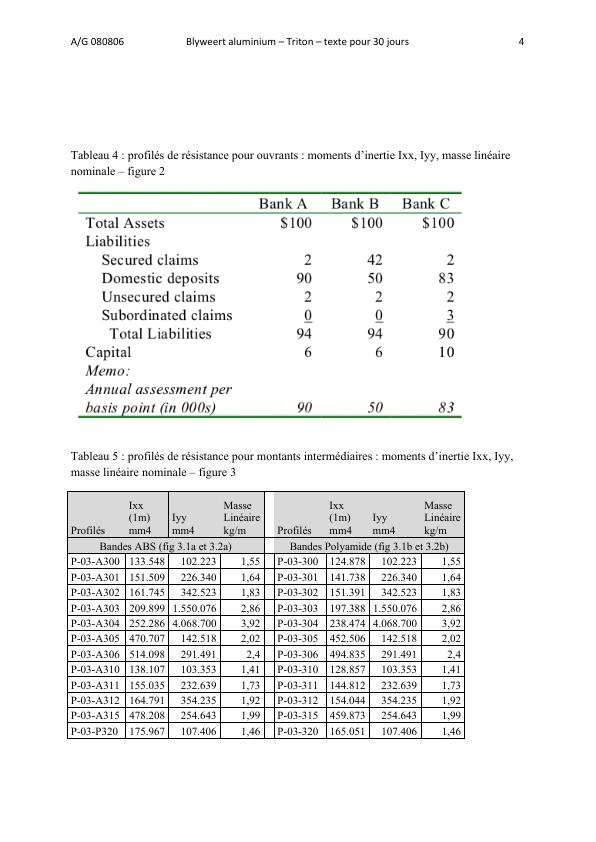 A/G 080806 Blyweert aluminium – Triton – texte pour 30 jours 4
Tableau 4 : profilés de résistance pour ouvrants : moments d'inertie Ixx, Iyy, masse linéaire
nominale – figure 2
Bank A Bank B Bank C
Total Assets $100 $100 $100
Liabilities
Secured claims 2 42 2
Domestic deposits 90 50 83
Unsecured claims 2 2 2
Subordinated claims 0 0 3
Total Liabilities 94 94 90
Capital 6 6 10
Memo:
Annual assessment per
basis point (in 000s) 90 50 83
Tableau 5 : profilés de résistance pour montants intermédiaires : moments d'inertie Ixx, Iyy,
masse linéaire nominale – figure 3
Ixx Masse Ixx Masse
(1m) Iyy Linéaire (1m) Iyy Linéaire
Profilés mm4 mm4 kg/m Profilés mm4 mm4 kg/m
Bandes ABS (fig 3.1a et 3.2a) Bandes Polyamide (fig 3.1b et 3.2b)
P-03-A300 133.548 102.223 1,55 P-03-300 124.878 102.223 1,55
P-03-A301 151.509 226.340 1,64 P-03-301 141.738 226.340 1,64
P-03-A302 161.745 342.523 1,83 P-03-302 151.391 342.523 1,83
P-03-A303 209.899 1.550.076 2,86 P-03-303 197.388 1.550.076 2,86
P-03-A304 252.286 4.068.700 3,92 P-03-304 238.474 4.068.700 3,92
P-03-A305 470.707 142.518 2,02 P-03-305 452.506 142.518 2,02
P-03-A306 514.098 291.491 2,4 P-03-306 494.835 291.491 2,4
P-03-A310 138.107 103.353 1,41 P-03-310 128.857 103.353 1,41
P-03-A311 155.035 232.639 1,73 P-03-311 144.812 232.639 1,73
P-03-A312 164.791 354.235 1,92 P-03-312 154.044 354.235 1,92
P-03-A315 478.208 254.643 1,99 P-03-315 459.873 254.643 1,99
P-03-P320 175.967 107.406 1,46 P-03-320 165.051 107.406 1,46